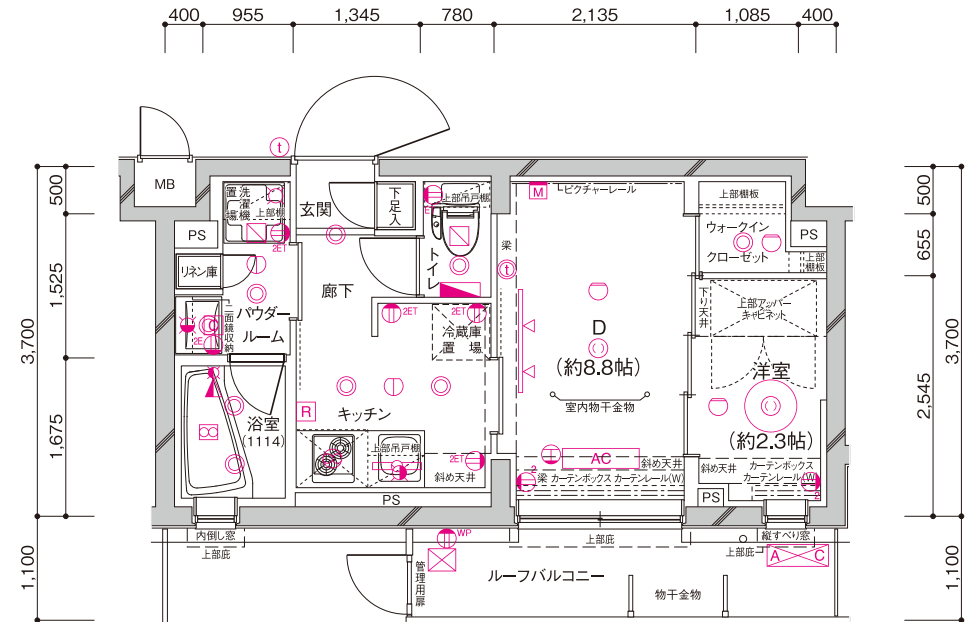 400 955 1,345 780 2,135 1,085 400
500
1,525
3,700
1,675
1,100
500
655
3,700
2,545
1,100
MB
t
PS
洗濯機
置場
上部棚
2ET
玄関
下足入
上部吊戸棚
トイレ
廊下
リネン庫
パウダー
ルーム
二面鏡収納
2E
浴室
(1114)
R
キッチン
2ET
2ET
冷蔵庫
置場
上部吊戸棚
2ET
斜め天井
PS
梁
t
M
ピクチャーレール
D
(約8.8帖)
室内物干金物
AC
斜め天井
2
梁 カーテンボックス カーテンレール(W)
上部棚板
ウォークイン
クローゼット
PS
上部
棚板
下り天井
上部アッパー
キャビネット
洋室
(約2.3帖)
斜め天井
カーテンボックス
カーテンレール(W)
2
PS
内倒し窓
上部庇
WP
管理用扉
上部庇
ルーフバルコニー
物干金物
縦すべり窓
上部庇
A C